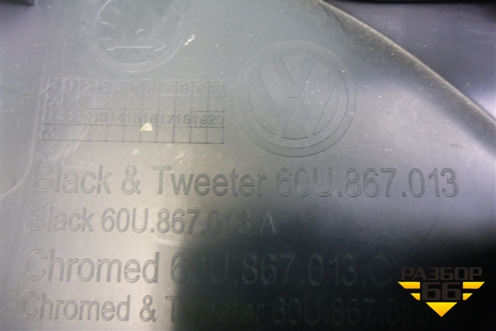 Black & Tweeter 60U.867.013
Black 60U.867.013.A
Chromed 60U.867.013.C
Chromed & Tweeter 60U.867.01
РАЗБОР
66